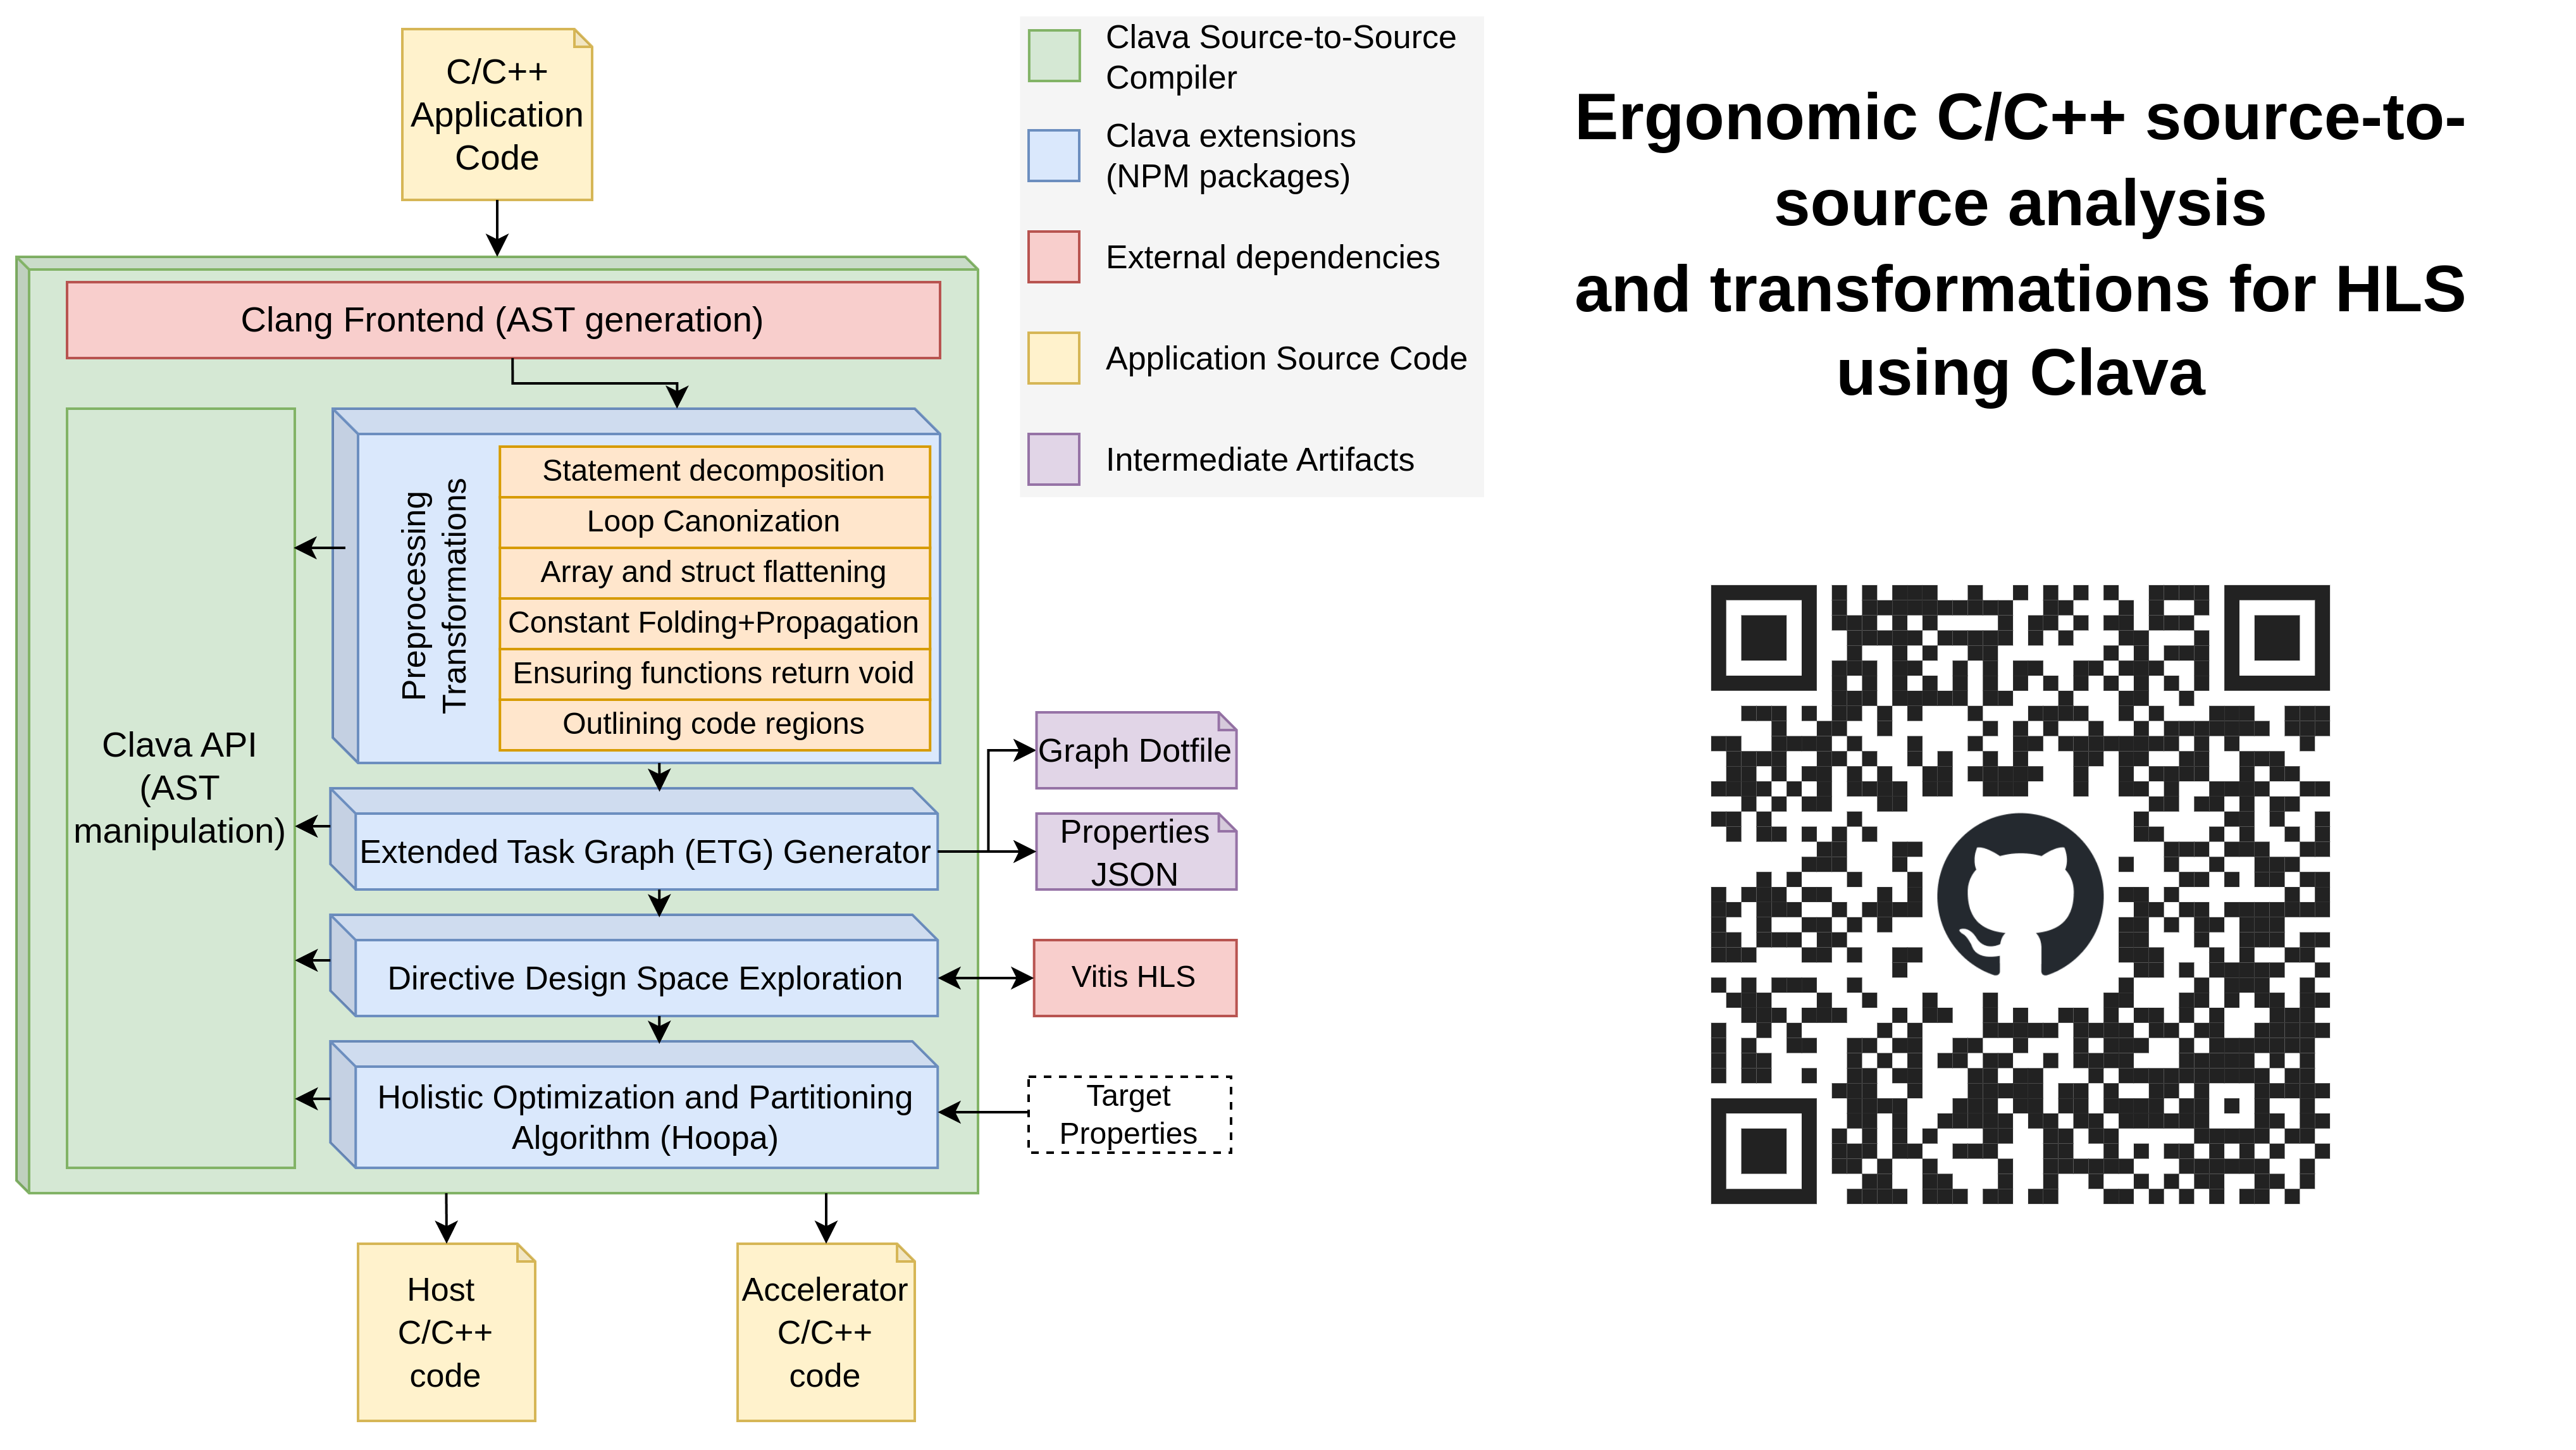 C/C++
Application
Code
Clava Source-to-Source
Compiler
Clava extensions
(NPM packages)
External dependencies
Application Source Code
Intermediate Artifacts
Ergonomic C/C++ source-to-
source analysis
and transformations for HLS
using Clava
Clang Frontend (AST generation)
Clava API
(AST
manipulation)
Preprocessing
Transformations
Statement decomposition
Loop Canonization
Array and struct flattening
Constant Folding+Propagation
Ensuring functions return void
Outlining code regions
Extended Task Graph (ETG) Generator
Graph Dotfile
Properties
JSON
Directive Design Space Exploration
Vitis HLS
Holistic Optimization and Partitioning
Algorithm (Hoopa)
Target
Properties
Host
C/C++
code
Accelerator
C/C++
code